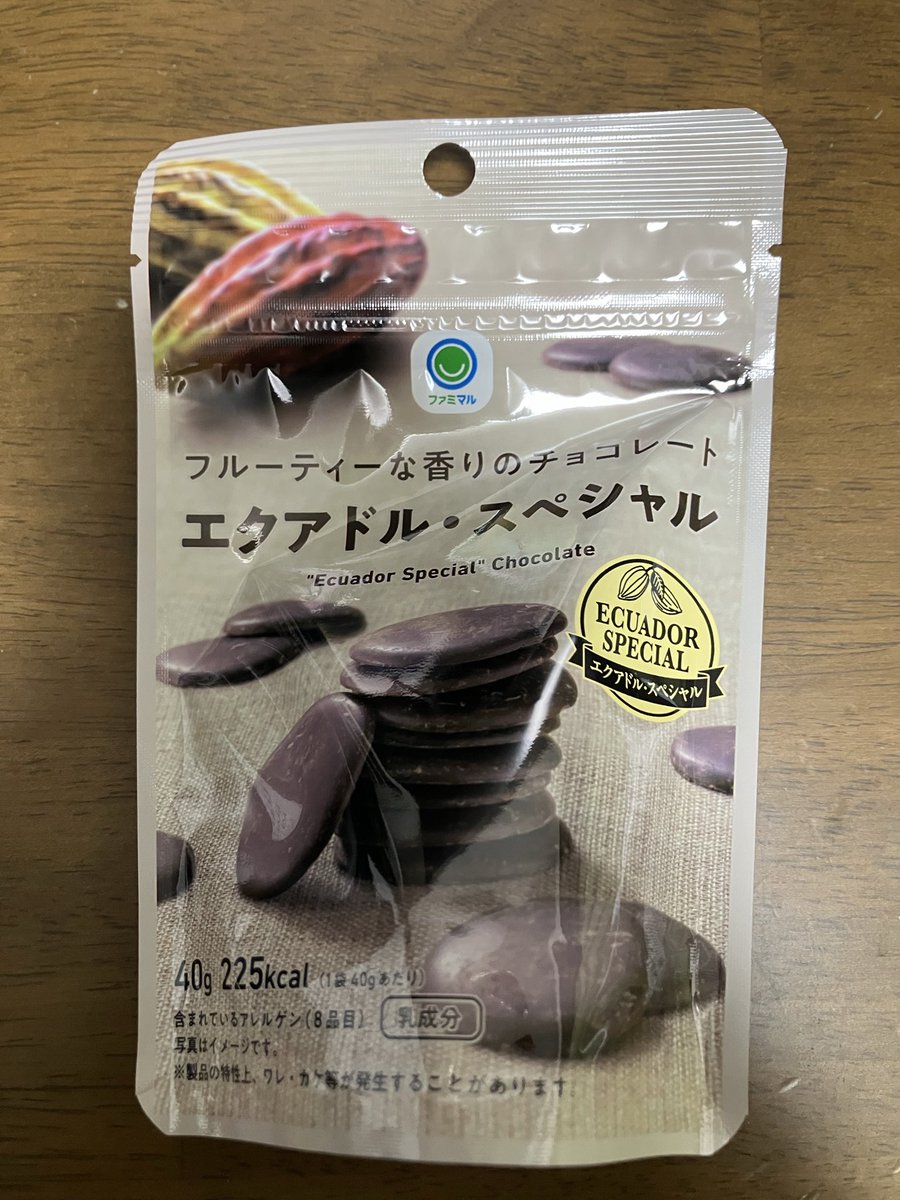 ファミマル
フルーティーな香りのチョコレート
エクアドル・スペシャル
"Ecuador Special" Chocolate
ECUADOR
SPECIAL
エクアドル・スペシャル
40g 225kcal (1袋40gあたり)
含まれているアレルゲン(8品目) 乳成分
写真はイメージです。
※製品の特性上、ワレ・カケ等が発生することがあります。